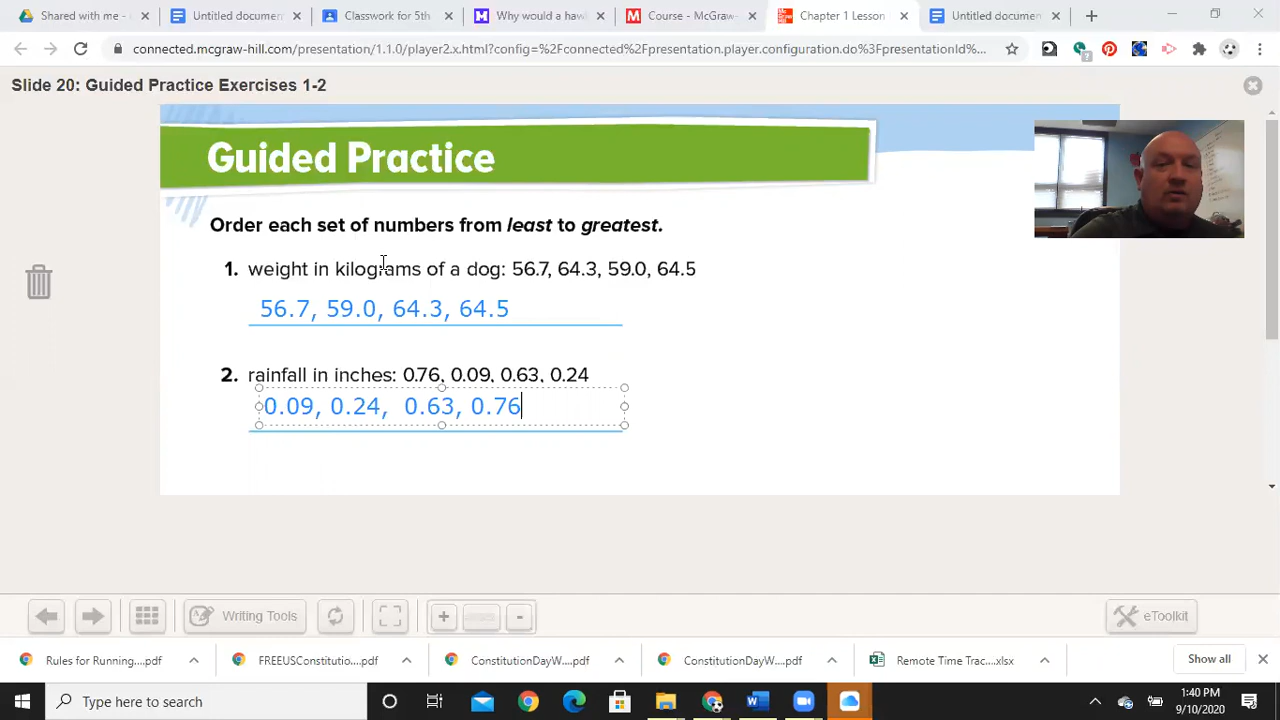 Shared with me -
Untitled documen
Classwork for 5th
Why would a haw
Course - McGraw-
Chapter 1 Lesson
Untitled documen
connected.mcgraw-hill.com/presentation/1.1.0/player2.x.html?config=%2Fconnected%2Fpresentation.player.configuration.do%3FpresentationId%...
Slide 20: Guided Practice Exercises 1-2
Guided Practice
Order each set of numbers from least to greatest.
1. weight in kilograms of a dog: 56.7, 64.3, 59.0, 64.5
56.7, 59.0, 64.3, 64.5
2. rainfall in inches: 0.76, 0.09, 0.63, 0.24
0.09, 0.24, 0.63, 0.76
Writing Tools
+
-
eToolkit
Rules for Running....pdf
FREEUSConstitutio....pdf
ConstitutionDayW....pdf
ConstitutionDayW....pdf
Remote Time Trac....xlsx
Show all
Type here to search
1:40 PM
9/10/2020